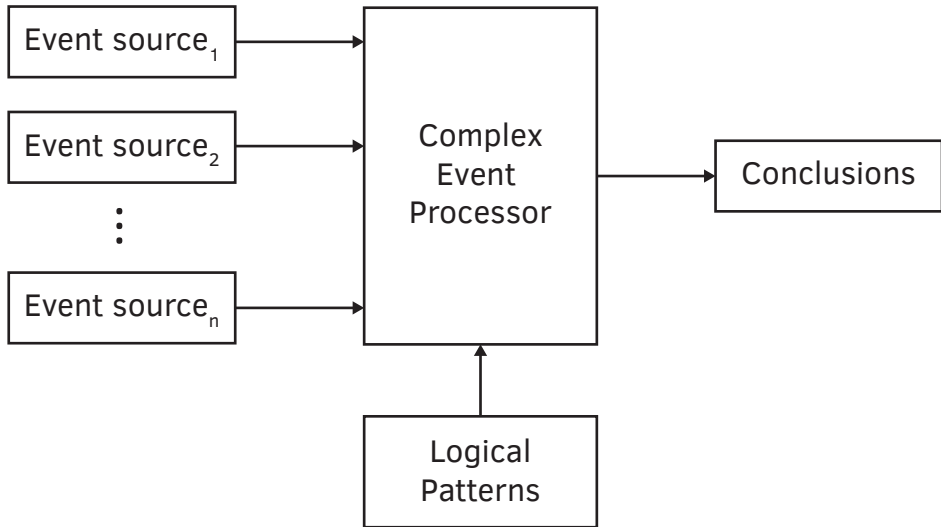 Event source₁
Event source₂
Event sourceₙ
Complex
Event
Processor
Conclusions
Logical
Patterns